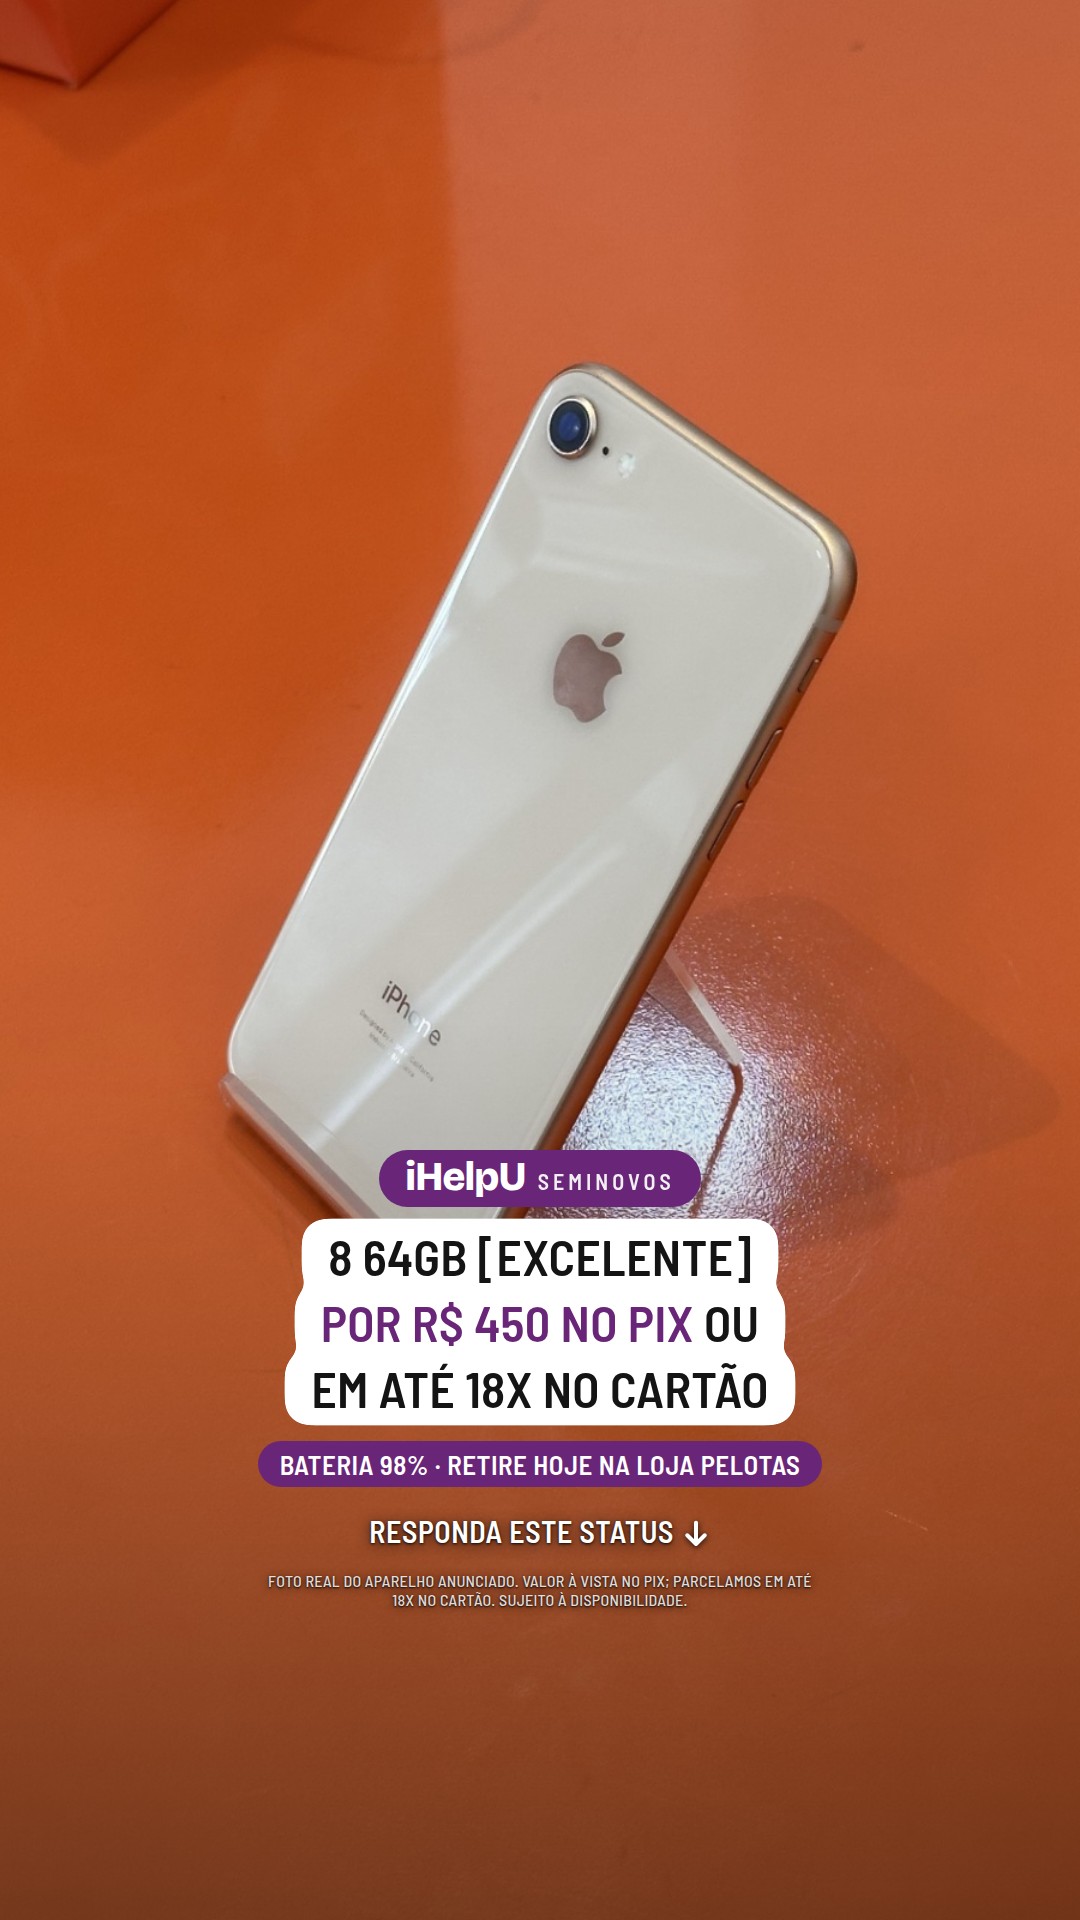 iPhone
iHelpU SEMINOVOS
8 64GB [EXCELENTE]
POR R$ 450 NO PIX OU
EM ATÉ 18X NO CARTÃO
BATERIA 98% · RETIRE HOJE NA LOJA PELOTAS
RESPONDA ESTE STATUS ↓
FOTO REAL DO APARELHO ANUNCIADO. VALOR À VISTA NO PIX; PARCELAMOS EM ATÉ
18X NO CARTÃO. SUJEITO À DISPONIBILIDADE.